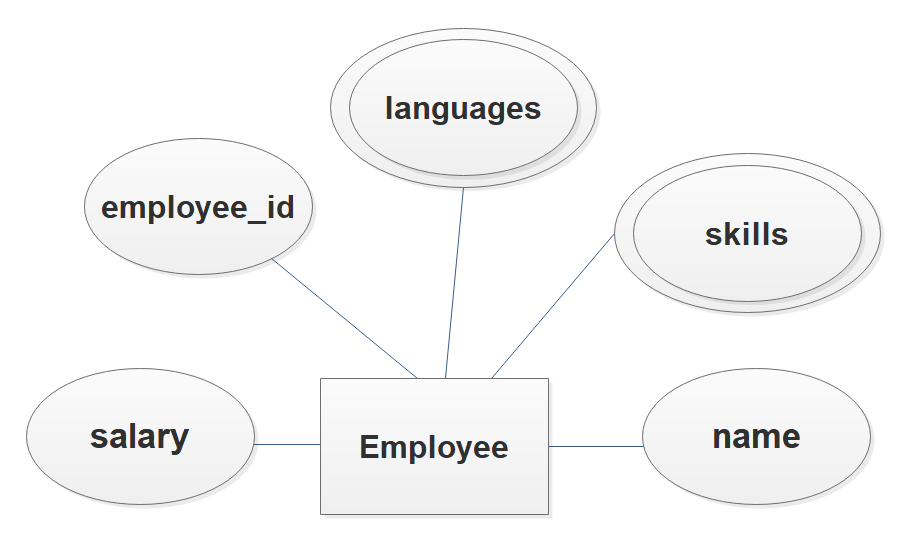 languages
employee_id
skills
salary
Employee
name